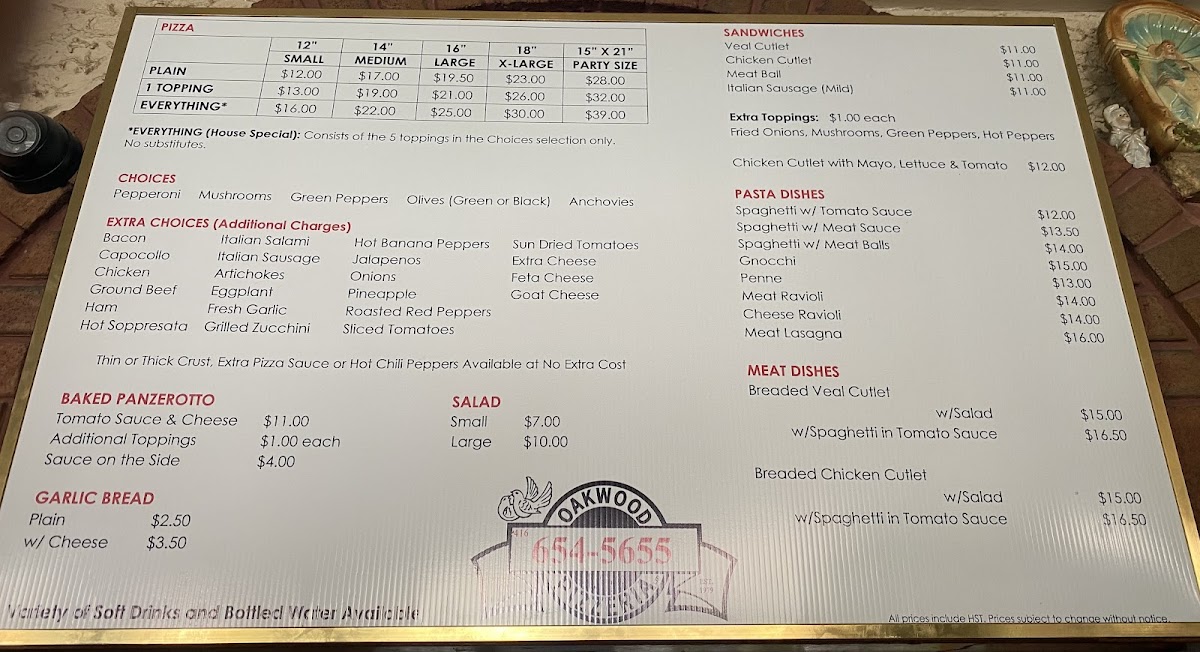 PIZZA
12" 14" 16" 18" 15" X 21"
SMALL MEDIUM LARGE X-LARGE PARTY SIZE
PLAIN $12.00 $17.00 $19.50 $23.00 $28.00
1 TOPPING $13.00 $19.00 $21.00 $26.00 $32.00
EVERYTHING* $16.00 $22.00 $25.00 $30.00 $39.00
*EVERYTHING (House Special): Consists of the 5 toppings in the Choices selection only.
No substitutes.
CHOICES
Pepperoni Mushrooms Green Peppers Olives (Green or Black) Anchovies
EXTRA CHOICES (Additional Charges)
Bacon Italian Salami Hot Banana Peppers Sun Dried Tomatoes
Capocollo Italian Sausage Jalapenos Extra Cheese
Chicken Artichokes Onions Feta Cheese
Ground Beef Eggplant Pineapple Goat Cheese
Ham Fresh Garlic Roasted Red Peppers
Hot Soppresata Grilled Zucchini Sliced Tomatoes
Thin or Thick Crust, Extra Pizza Sauce or Hot Chili Peppers Available at No Extra Cost
BAKED PANZEROTTO
Tomato Sauce & Cheese $11.00
Additional Toppings $1.00 each
Sauce on the Side $4.00
SALAD
Small $7.00
Large $10.00
GARLIC BREAD
Plain $2.50
w/ Cheese $3.50
Variety of Soft Drinks and Bottled Water Available
OAKWOOD
416
654-5655
PIZZERIA
EST.
SANDWICHES
Veal Cutlet $11.00
Chicken Cutlet $11.00
Meat Ball $11.00
Italian Sausage (Mild) $11.00
Extra Toppings: $1.00 each
Fried Onions, Mushrooms, Green Peppers, Hot Peppers
Chicken Cutlet with Mayo, Lettuce & Tomato $12.00
PASTA DISHES
Spaghetti w/ Tomato Sauce $12.00
Spaghetti w/ Meat Sauce $13.50
Spaghetti w/ Meat Balls $14.00
Gnocchi $15.00
Penne $13.00
Meat Ravioli $14.00
Cheese Ravioli $14.00
Meat Lasagna $16.00
MEAT DISHES
Breaded Veal Cutlet
w/Salad $15.00
w/Spaghetti in Tomato Sauce $16.50
Breaded Chicken Cutlet
w/Salad $15.00
w/Spaghetti in Tomato Sauce $16.50
All prices include HST. Prices subject to change without notice.